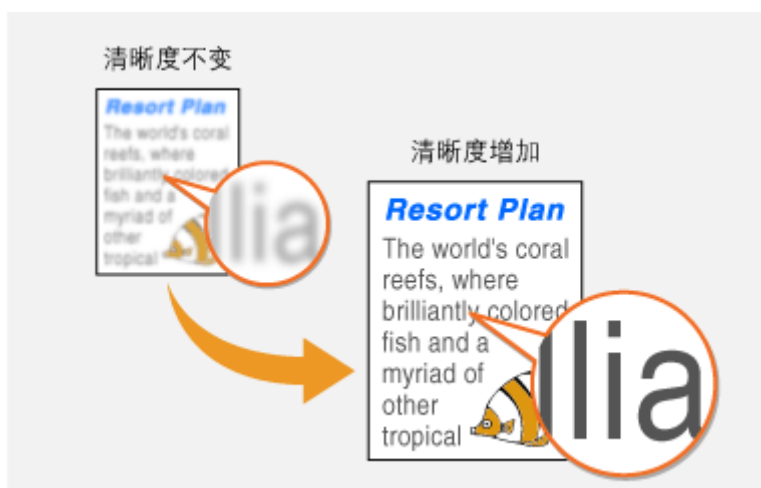 清晰度不变
Resort Plan
The world's coral
reefs, where
brilliantly colored
fish and a
myriad of
other
tropical
llia
清晰度增加
Resort Plan
The world's coral
reefs, where
brilliantly colored
fish and a
myriad of
other
tropical
llia